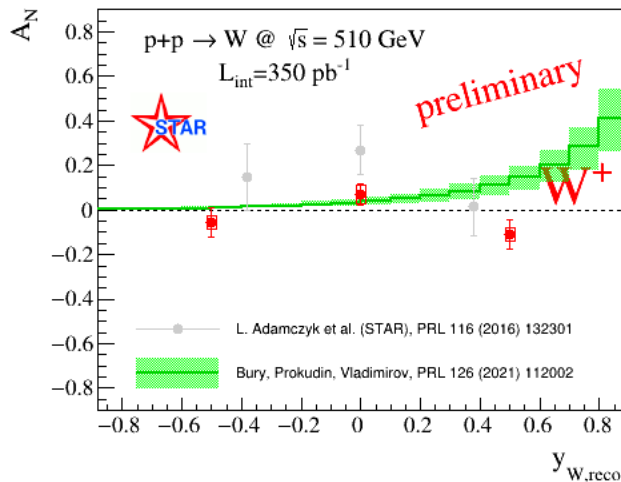 A_N
p+p → W @ √s = 510 GeV
L_int=350 pb⁻¹
preliminary
STAR
W⁺
0.8
0.6
0.4
0.2
0
−0.2
−0.4
−0.6
−0.8
L. Adamczyk et al. (STAR), PRL 116 (2016) 132301
Bury, Prokudin, Vladimirov, PRL 126 (2021) 112002
−0.8 −0.6 −0.4 −0.2 0 0.2 0.4 0.6 0.8
y_W,reco